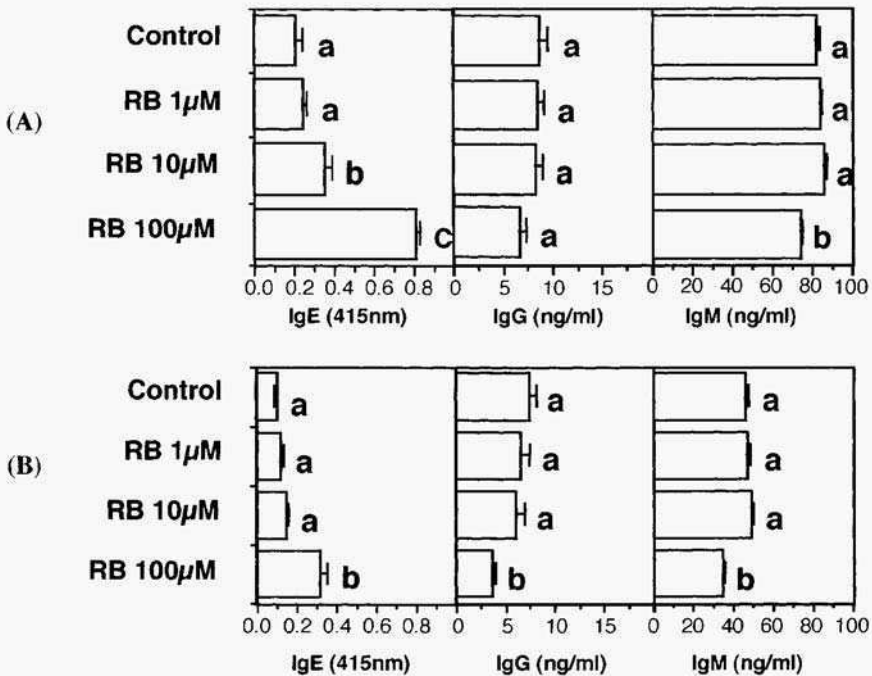 (A)
Control a a a
RB 1μM a a a
RB 10μM b a a
RB 100μM c a b
0.0 0.2 0.4 0.6 0.8 0 5 10 15 0 20 40 60 80 100
IgE (415nm) IgG (ng/ml) IgM (ng/ml)
(B)
Control a a a
RB 1μM a a a
RB 10μM a a a
RB 100μM b b b
0.0 0.2 0.4 0.6 0.8 0 5 10 15 0 20 40 60 80 100
IgE (415nm) IgG (ng/ml) IgM (ng/ml)